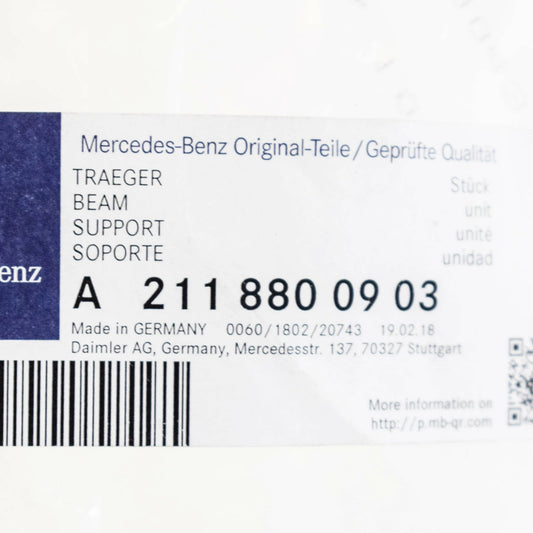 Mercedes-Benz Original-Teile/Geprüfte Qualität
TRAEGER Stück
BEAM unit
SUPPORT unité
SOPORTE unidad
enz
A 211 880 09 03
Made in GERMANY 0060/1802/20743 19.02.18
Daimler AG, Germany, Mercedesstr. 137, 70327 Stuttgart
More information on
http://p.mb-qr.com